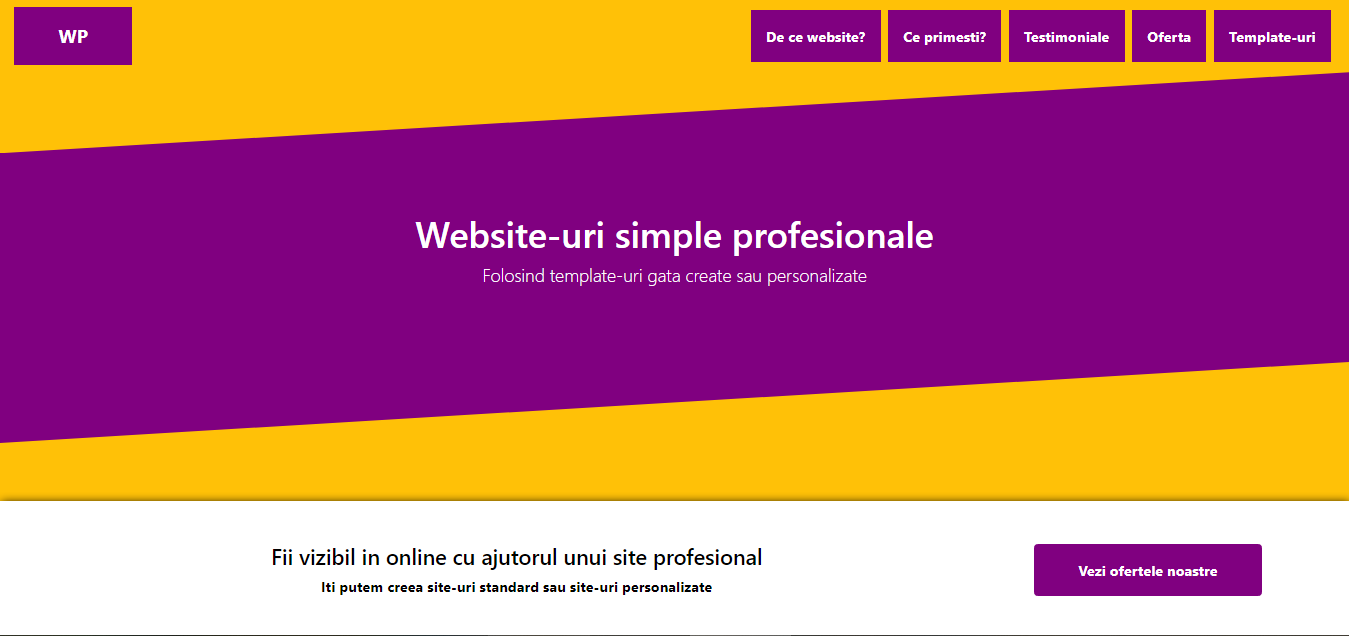 WP
De ce website?
Ce primesti?
Testimoniale
Oferta
Template-uri
Website-uri simple profesionale
Folosind template-uri gata create sau personalizate
Fii vizibil in online cu ajutorul unui site profesional
Iti putem creea site-uri standard sau site-uri personalizate
Vezi ofertele noastre